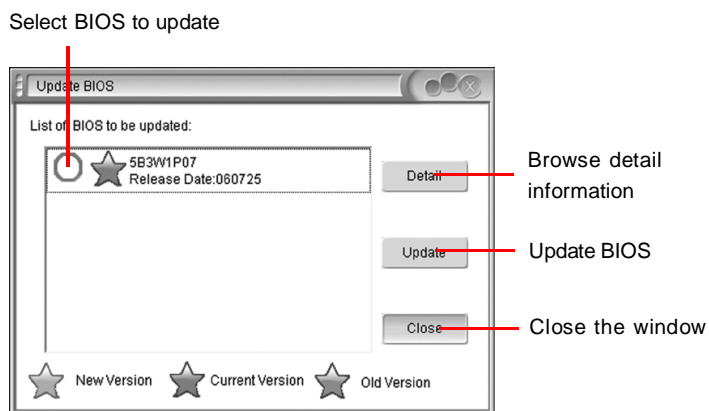 Select BIOS to update
Update BIOS
List of BIOS to be updated:
5B3W1P07
Release Date:060725
Detail
Browse detail
information
Update
Update BIOS
Close
Close the window
New Version
Current Version
Old Version